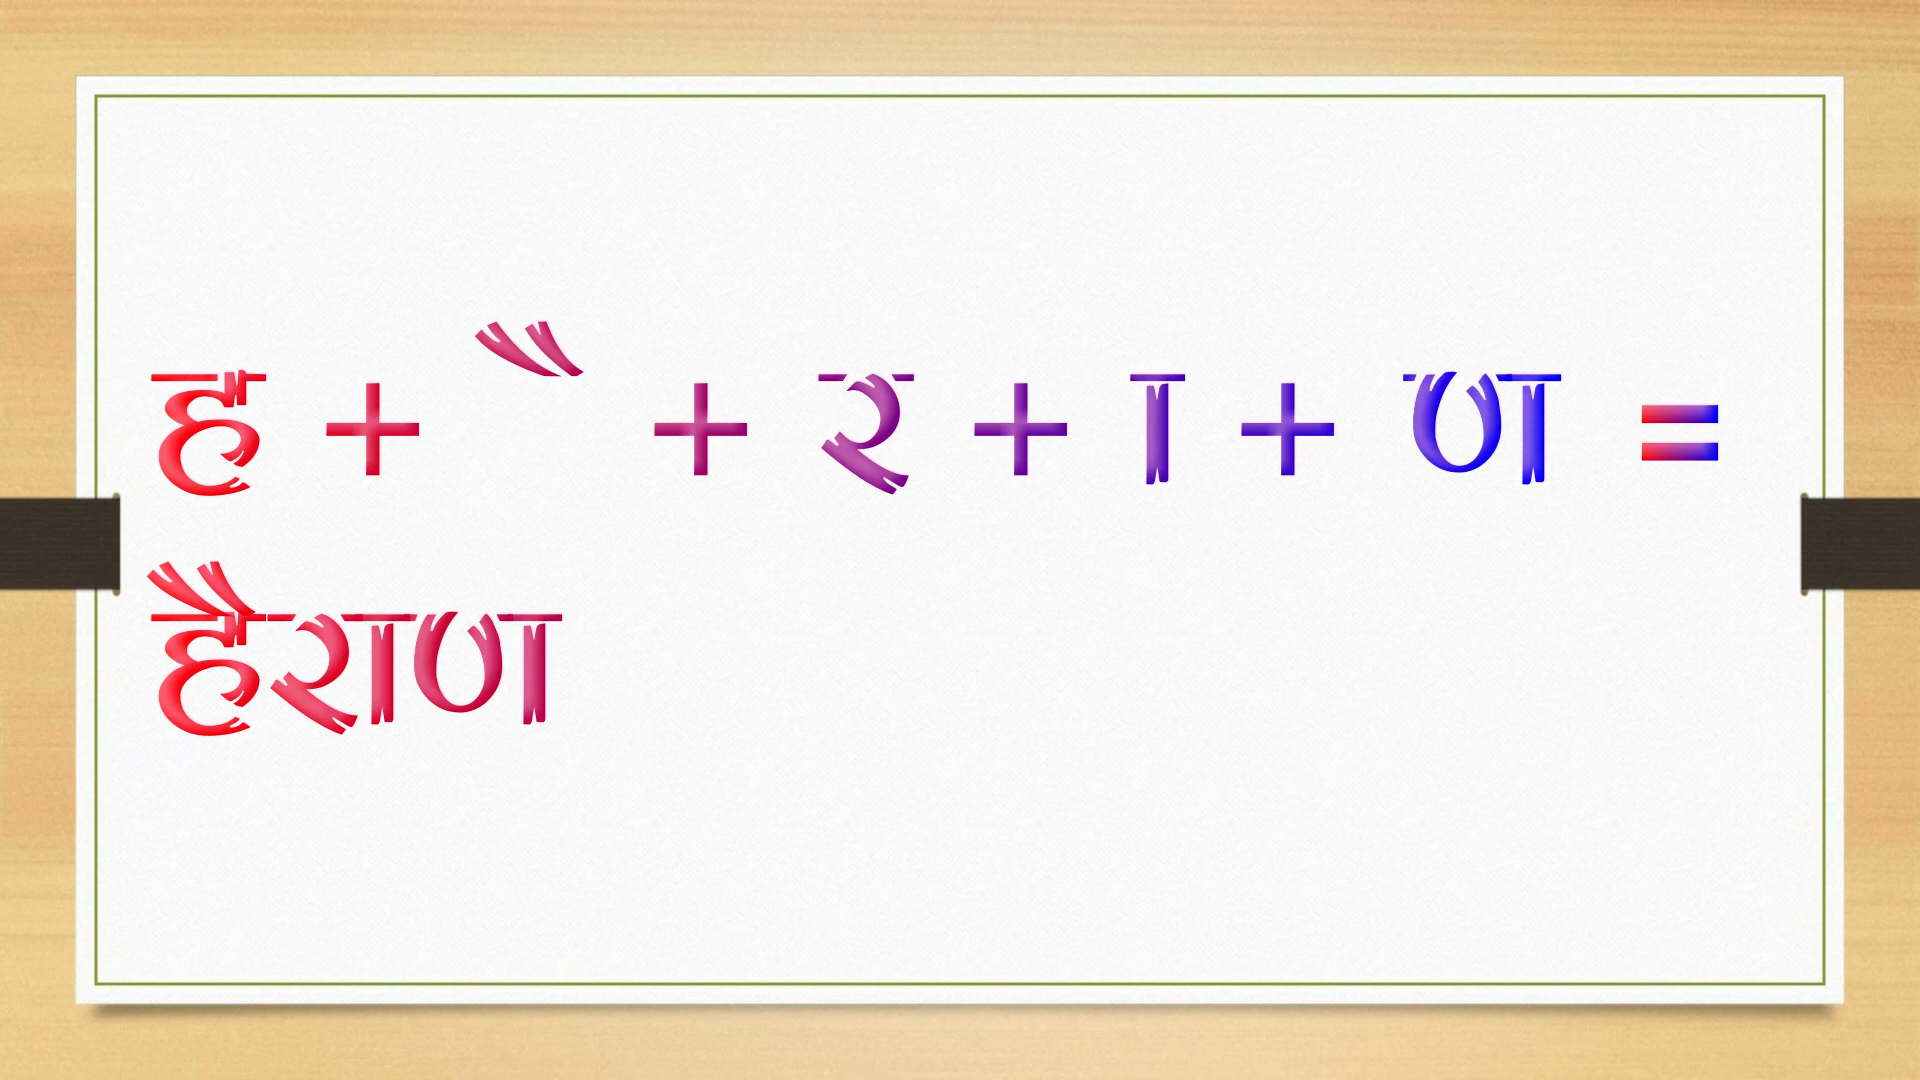 ह + ै + र + ा + ण =
हैराण